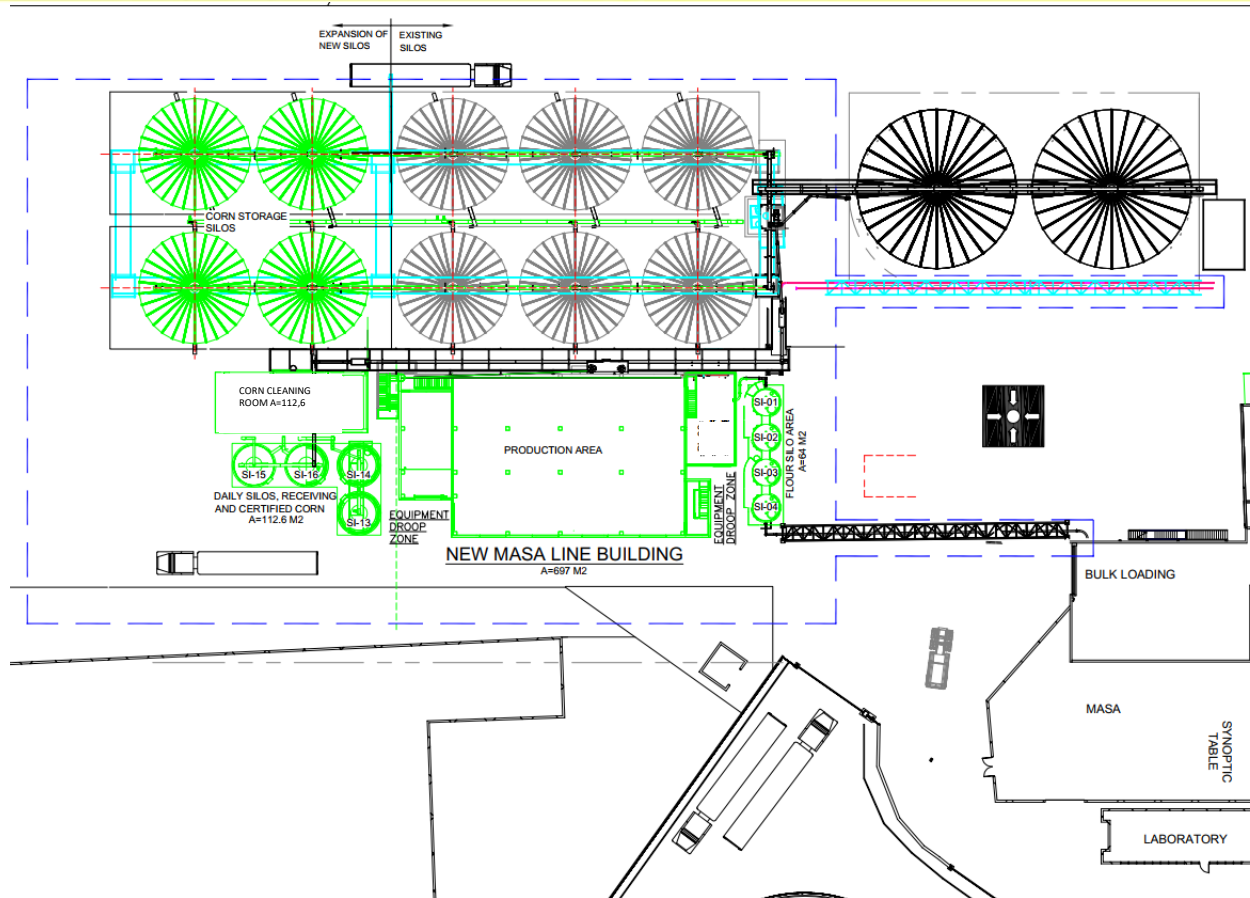 EXPANSION OF
NEW SILOS
EXISTING
SILOS
CORN STORAGE
SILOS
CORN CLEANING
ROOM A=112,6
SI-15
SI-16
SI-14
SI-13
DAILY SILOS, RECEIVING
AND CERTIFIED CORN
A=112.6 M2
EQUIPMENT
DROOP
ZONE
PRODUCTION AREA
NEW MASA LINE BUILDING
A=697 M2
EQUIPMENT
DROOP ZONE
SI-01
SI-02
SI-03
SI-04
FLOUR SILO AREA
A=64 M2
BULK LOADING
MASA
SYNOPTIC
TABLE
LABORATORY